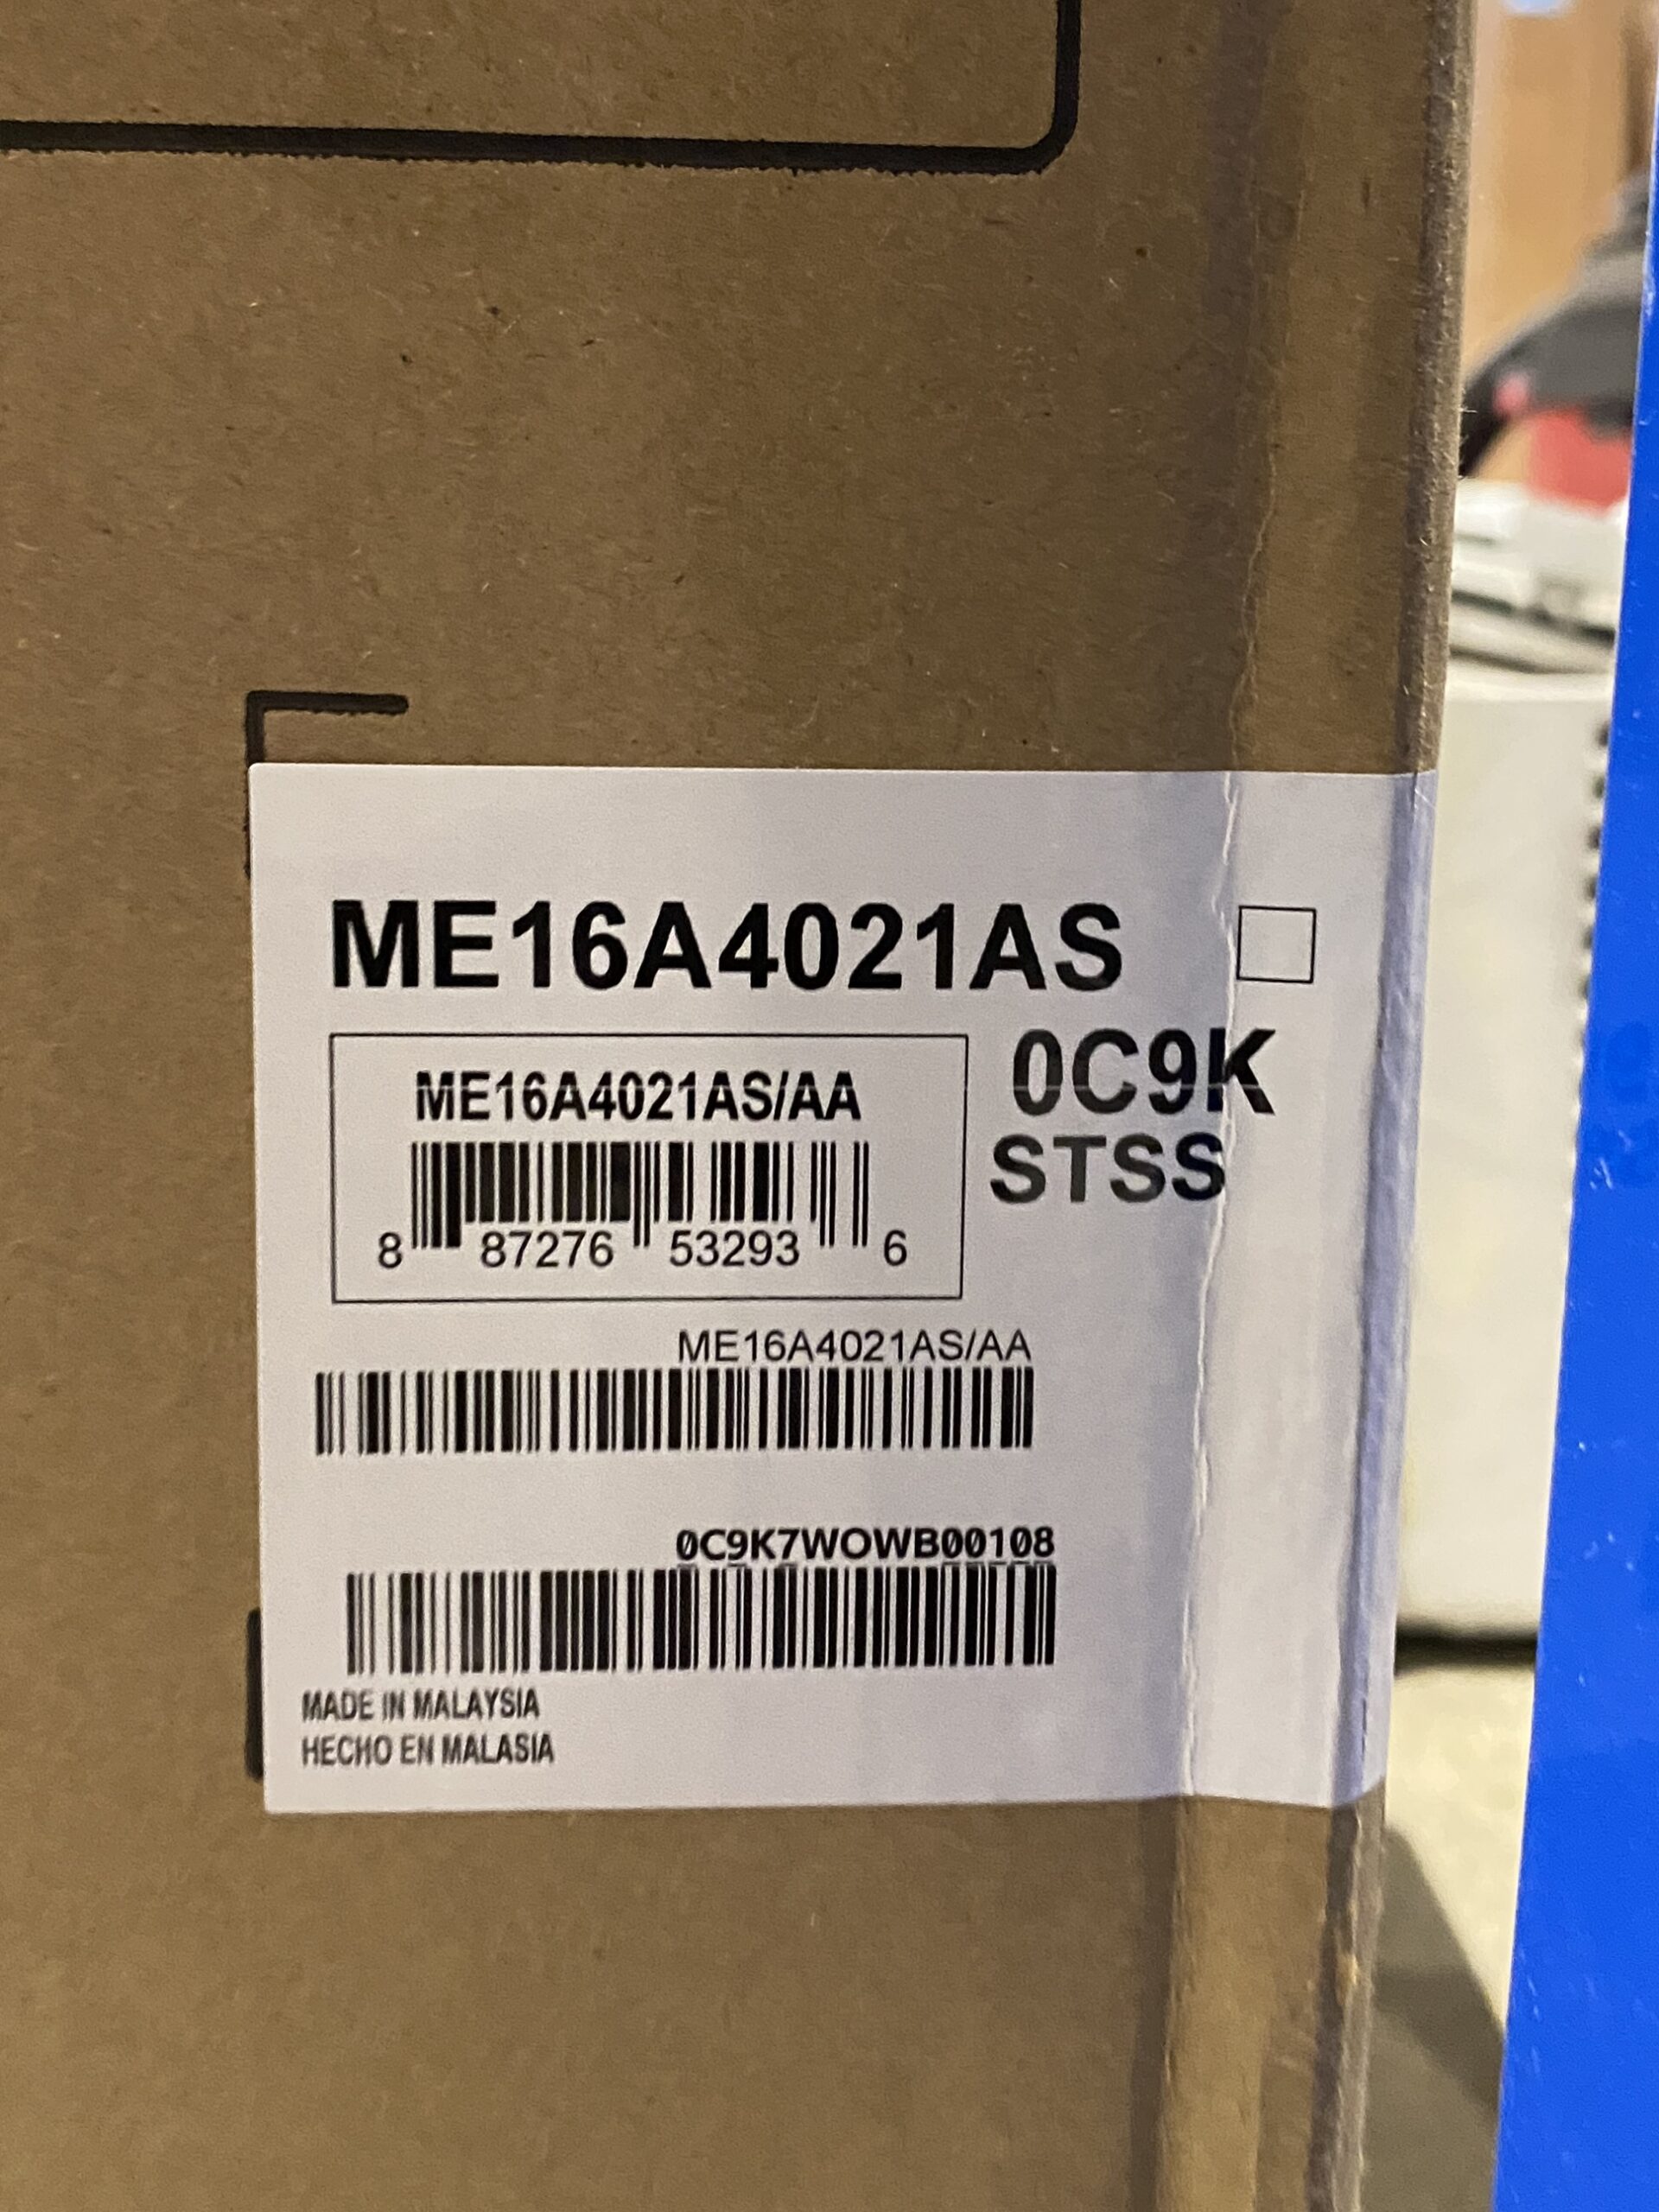 ME16A4021AS
0C9K
STSS
ME16A4021AS/AA
8 87276 53293 6
ME16A4021AS/AA
0C9K7WOWB00108
MADE IN MALAYSIA
HECHO EN MALASIA